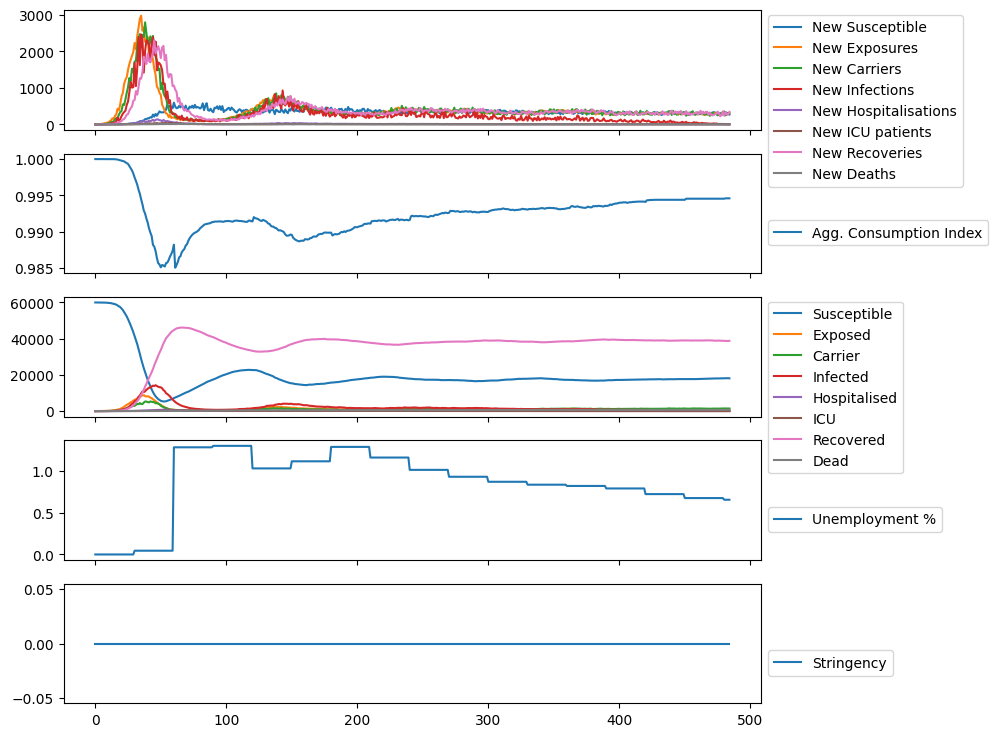 3000
2000
1000
0
New Susceptible
New Exposures
New Carriers
New Infections
New Hospitalisations
New ICU patients
New Recoveries
New Deaths
1.000
0.995
0.990
0.985
Agg. Consumption Index
60000
40000
20000
0
Susceptible
Exposed
Carrier
Infected
Hospitalised
ICU
Recovered
Dead
1.0
0.5
0.0
Unemployment %
0.05
0.00
−0.05
Stringency
0 100 200 300 400 500